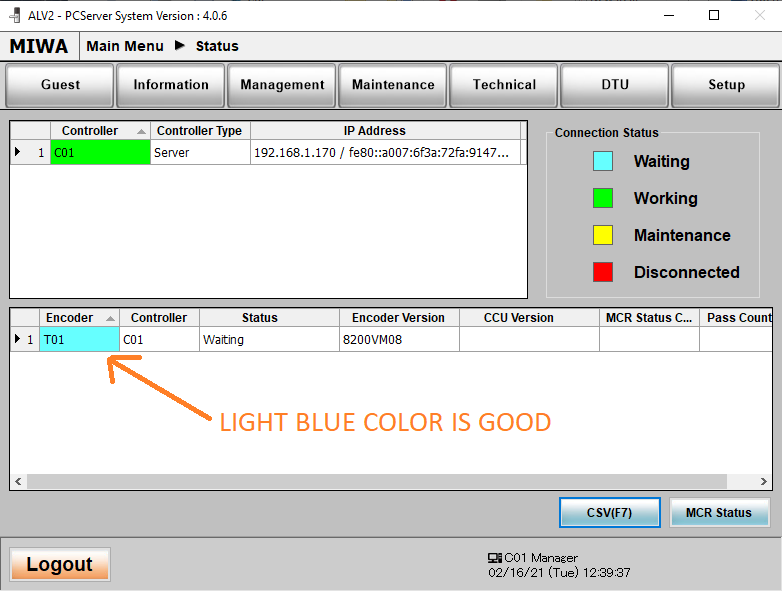 ALV2 - PCServer System Version : 4.0.6
MIWA Main Menu ▶ Status
Guest Information Management Maintenance Technical DTU Setup
Controller Controller Type IP Address
1 C01 Server 192.168.1.170 / fe80::a007:6f3a:72fa:9147...
Connection Status
Waiting
Working
Maintenance
Disconnected
Encoder Controller Status Encoder Version CCU Version MCR Status C... Pass Count
1 T01 C01 Waiting 8200VM08
LIGHT BLUE COLOR IS GOOD
CSV(F7) MCR Status
Logout
C01 Manager
02/16/21 (Tue) 12:39:37